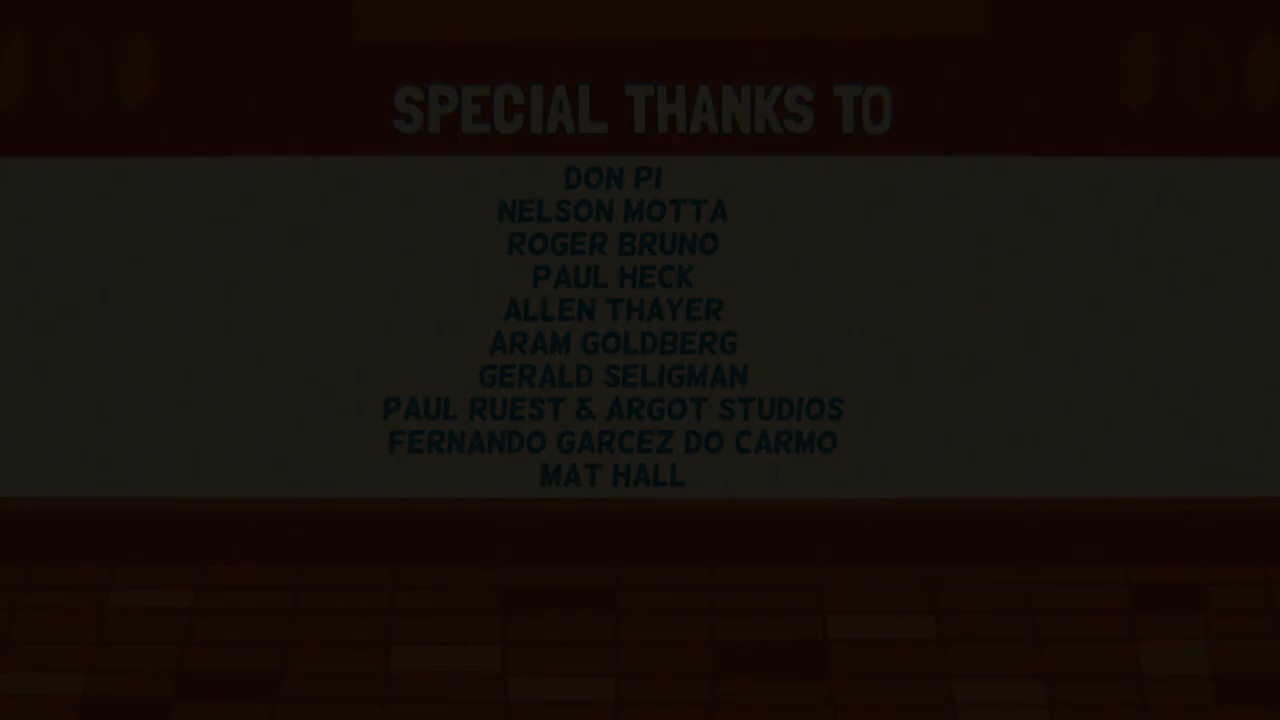 SPECIAL THANKS TO
DON PI
NELSON MOTTA
ROGER BRUNO
PAUL HECK
ALLEN THAYER
ARAM GOLDBERG
GERALD SELIGMAN
PAUL RUEST & ARGOT STUDIOS
FERNANDO GARCEZ DO CARMO
MAT HALL